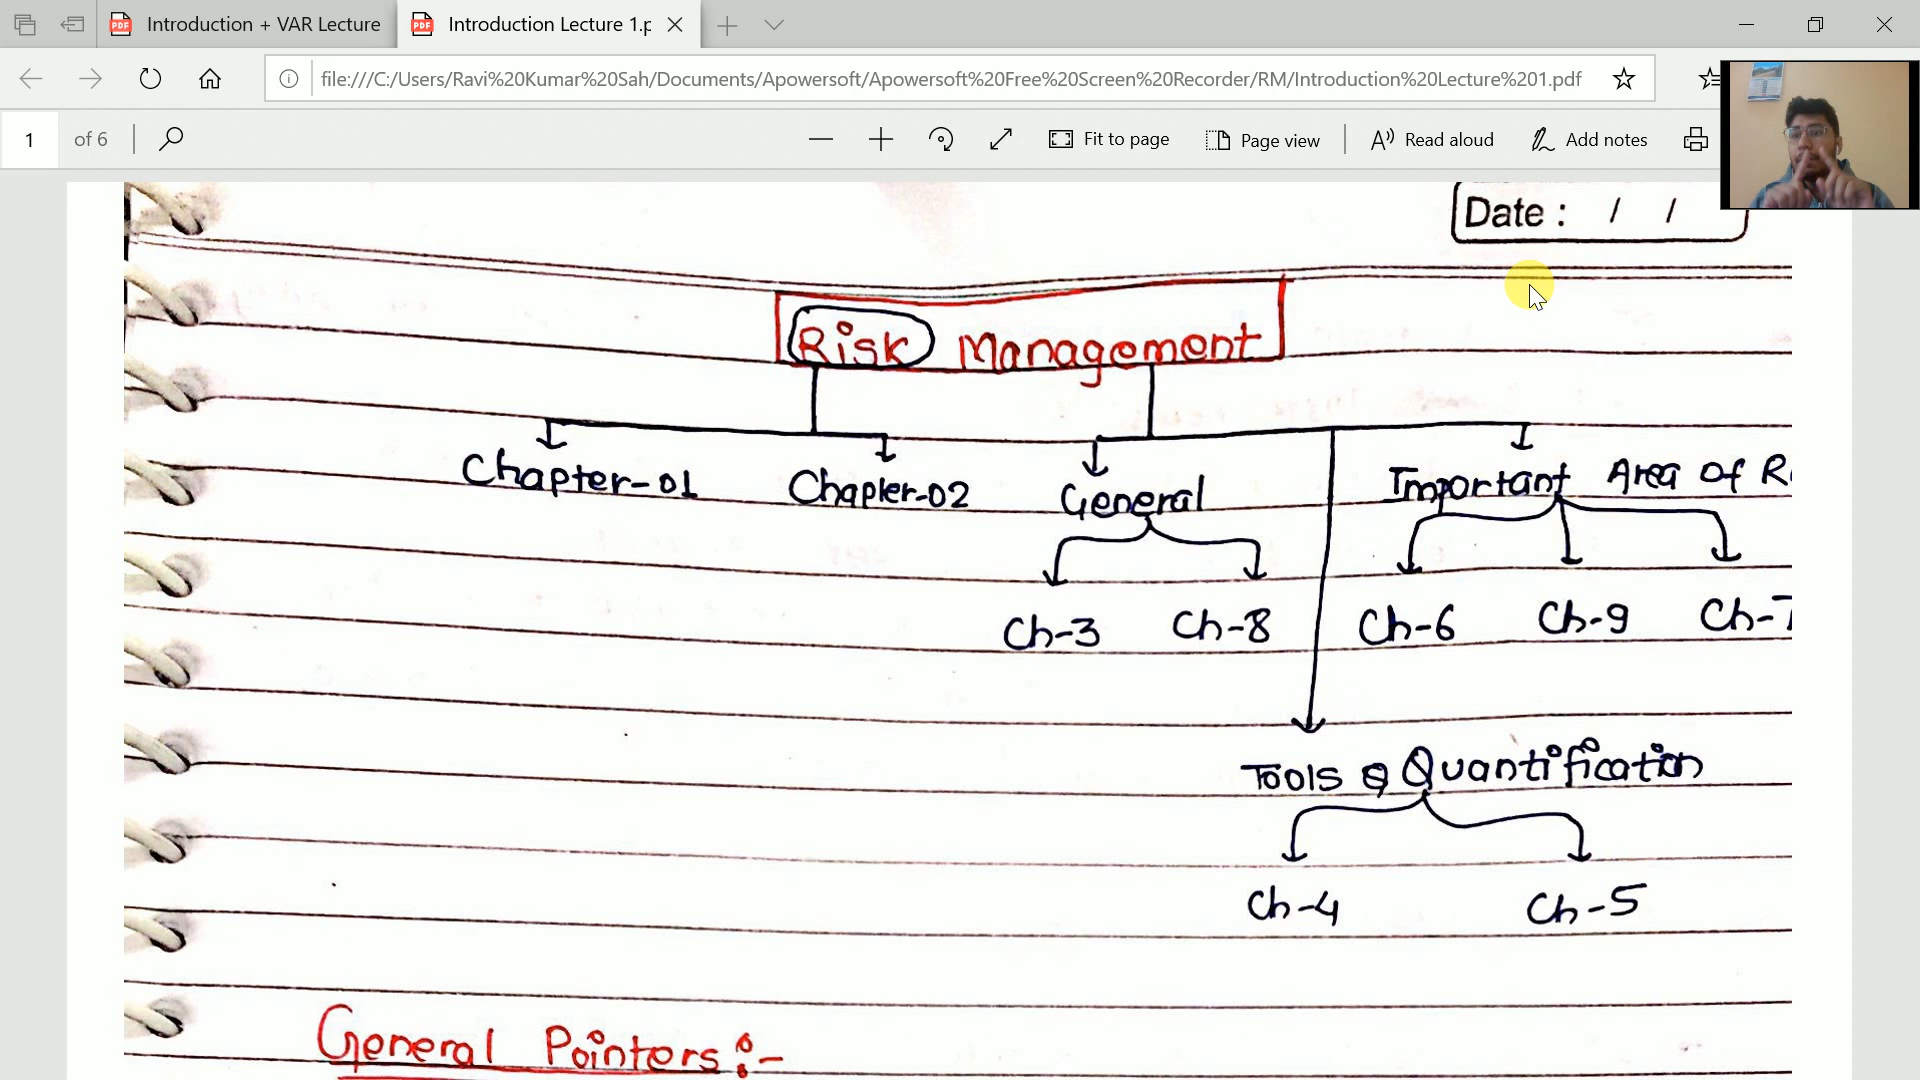 Introduction + VAR Lecture
Introduction Lecture 1.p
file:///C:/Users/Ravi%20Kumar%20Sah/Documents/Apowersoft/Apowersoft%20Free%20Screen%20Recorder/RM/Introduction%20Lecture%201.pdf
1 of 6
Fit to page
Page view
Read aloud
Add notes
Date : / /
Risk Management
Chapter-01 Chapter-02 General Important Area of R
Ch-3 Ch-8 Ch-6 Ch-9 Ch-7
Tools & Quantification
Ch-4 Ch-5
General Pointers :-